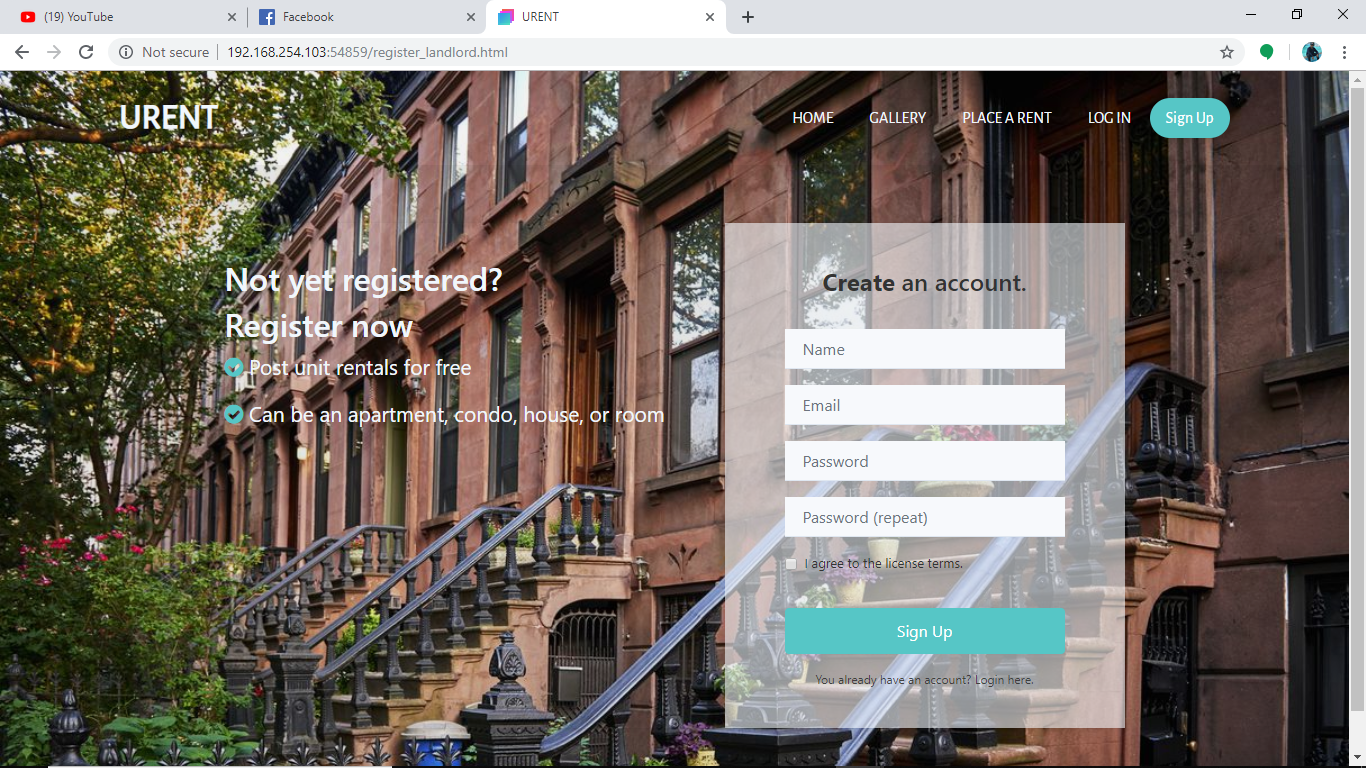 (19) YouTube
Facebook
URENT
Not secure
192.168.254.103:54859/register_landlord.html
URENT
HOME
GALLERY
PLACE A RENT
LOG IN
Sign Up
Not yet registered?
Register now
Post unit rentals for free
Can be an apartment, condo, house, or room
Create an account.
Name
Email
Password
Password (repeat)
I agree to the license terms.
Sign Up
You already have an account? Login here.